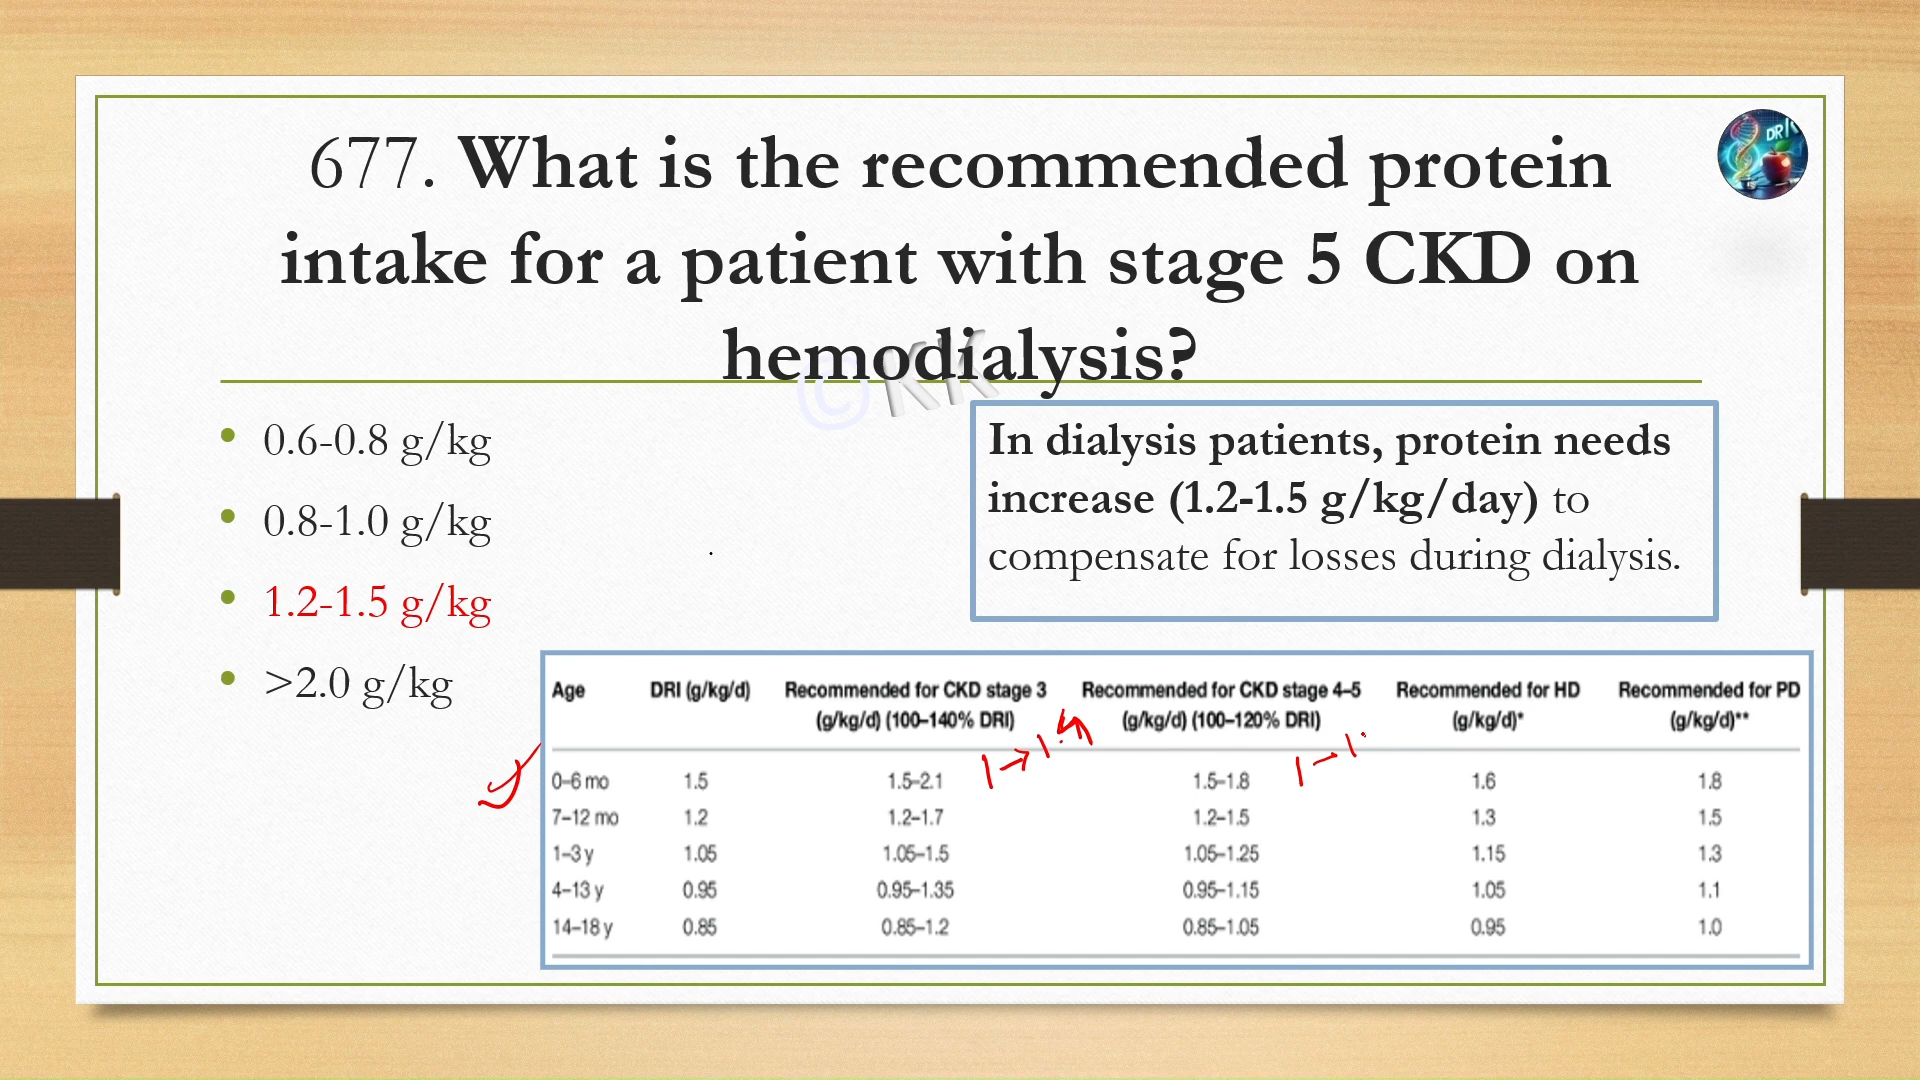 677. What is the recommended protein
intake for a patient with stage 5 CKD on
hemodialysis?
© KK
DR
• 0.6-0.8 g/kg
• 0.8-1.0 g/kg
• 1.2-1.5 g/kg
• >2.0 g/kg
In dialysis patients, protein needs
increase (1.2-1.5 g/kg/day) to
compensate for losses during dialysis.
Age DRI (g/kg/d) Recommended for CKD stage 3 Recommended for CKD stage 4–5 Recommended for HD Recommended for PD
(g/kg/d) (100–140% DRI) (g/kg/d) (100–120% DRI) (g/kg/d)* (g/kg/d)**
1→1.4 1–1.
0–6 mo 1.5 1.5–2.1 1.5–1.8 1.6 1.8
7–12 mo 1.2 1.2–1.7 1.2–1.5 1.3 1.5
1–3 y 1.05 1.05–1.5 1.05–1.25 1.15 1.3
4–13 y 0.95 0.95–1.35 0.95–1.15 1.05 1.1
14–18 y 0.85 0.85–1.2 0.85–1.05 0.95 1.0